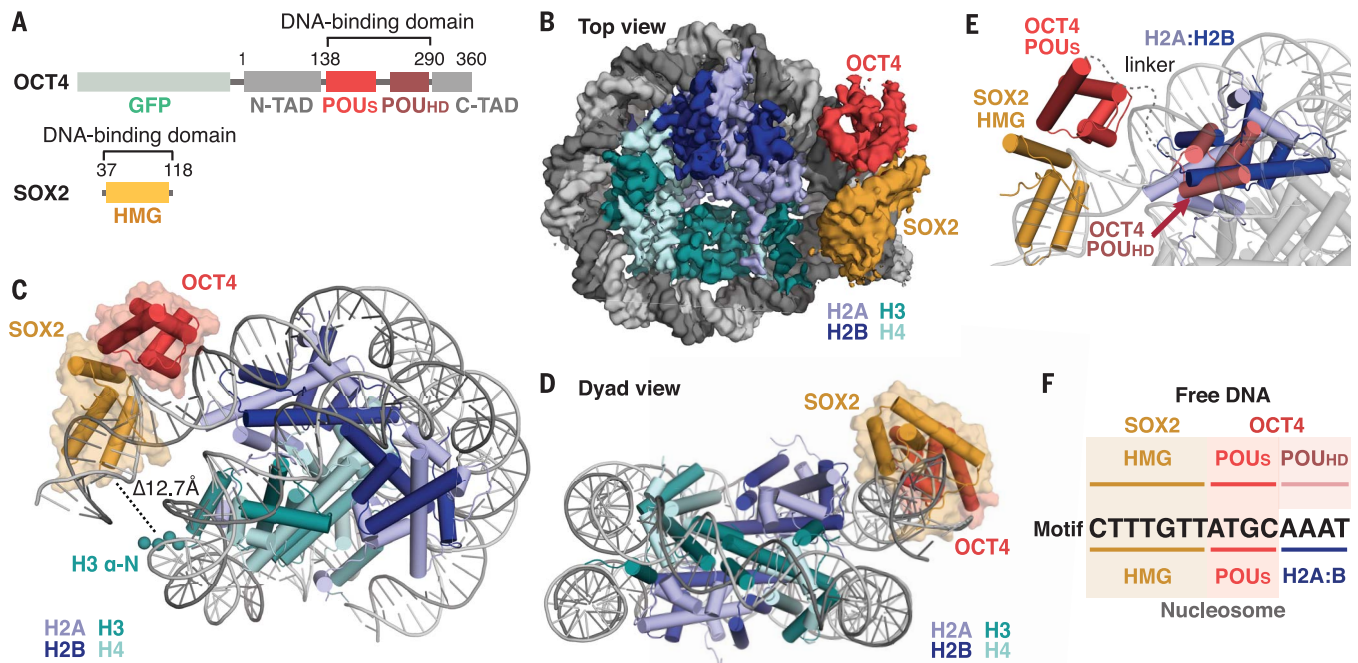 A
DNA-binding domain
1 138 290 360
OCT4
GFP N-TAD POUS POUHD C-TAD
DNA-binding domain
37 118
SOX2
HMG
B Top view
OCT4
SOX2
H2A H3
H2B H4
C
OCT4
SOX2
Δ12.7Å
H3 α-N
H2A H3
H2B H4
D Dyad view
SOX2
OCT4
H2A H3
H2B H4
E
OCT4
POUS
H2A:H2B
linker
SOX2
HMG
OCT4
POUHD
F
Free DNA
SOX2 OCT4
HMG POUS POUHD
Motif CTTTGTTATGCAAAT
HMG POUS H2A:B
Nucleosome